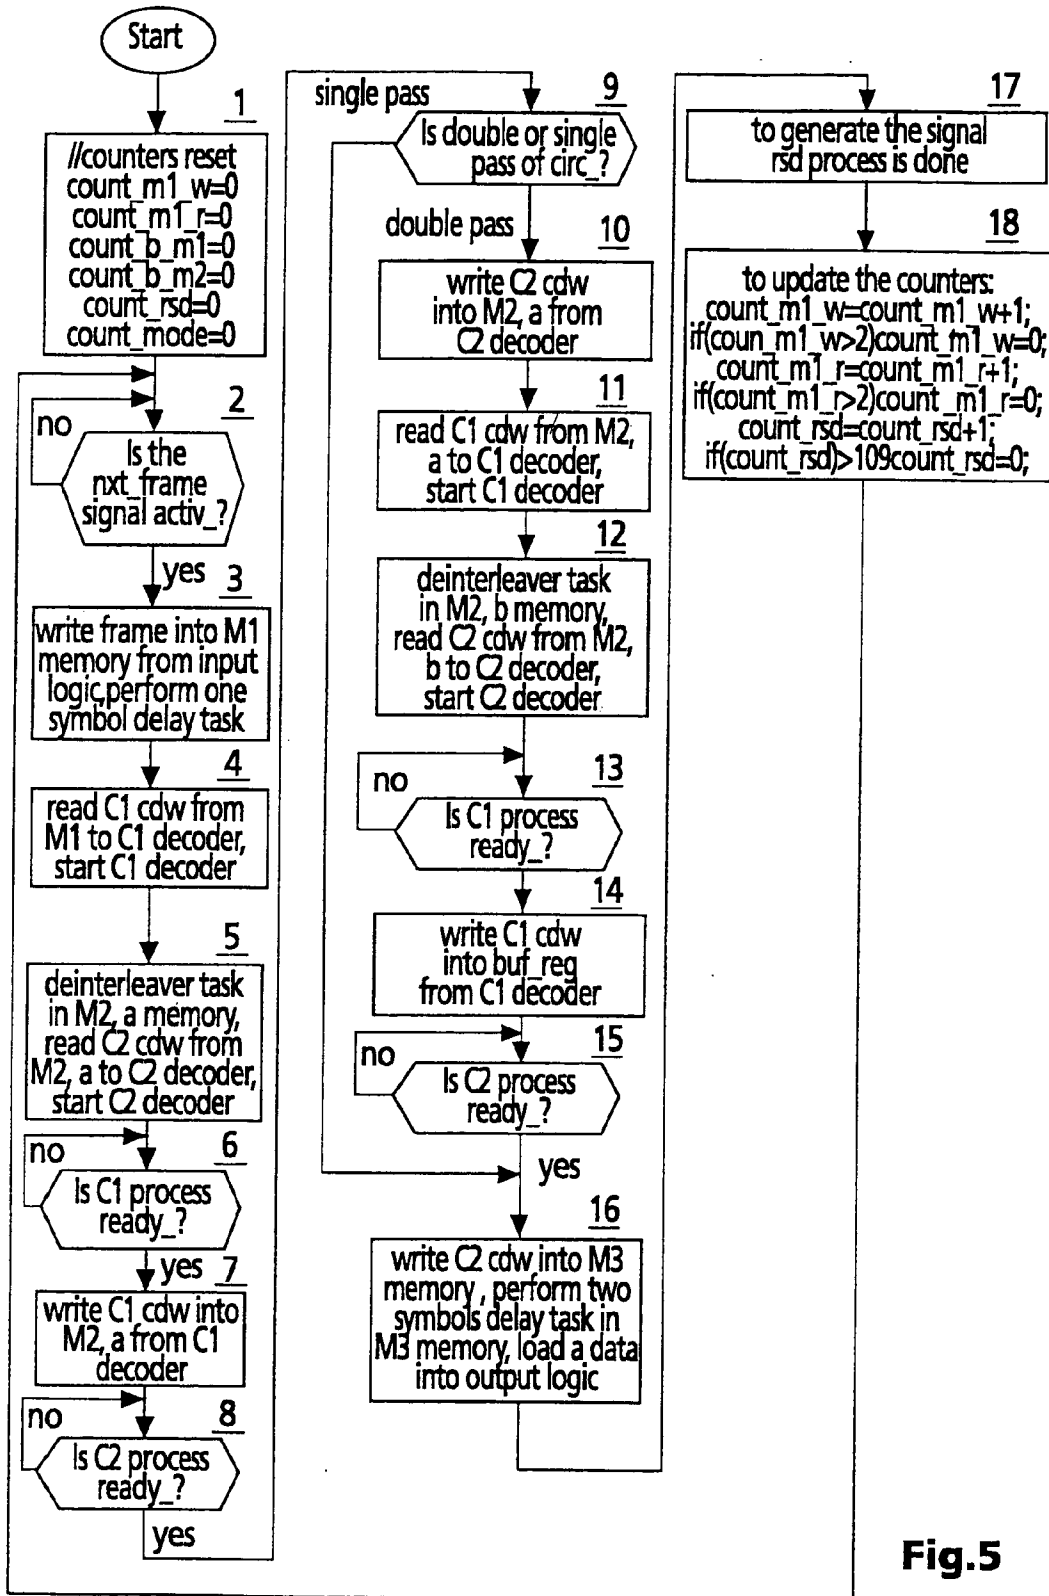 Start
1
//counters reset
count_m1_w=0
count_m1_r=0
count_b_m1=0
count_b_m2=0
count_rsd=0
count_mode=0
2
no
Is the
nxt_frame
signal activ_?
yes
3
write frame into M1
memory from input
logic,perform one
symbol delay task
4
read C1 cdw from
M1 to C1 decoder,
start C1 decoder
5
deinterleaver task
in M2, a memory,
read C2 cdw from
M2, a to C2 decoder,
start C2 decoder
no
6
Is C1 process
ready_?
yes
7
write C1 cdw into
M2, a from C1
decoder
no
8
Is C2 process
ready_?
yes
single pass
9
Is double or single
pass of circ_?
double pass
10
write C2 cdw
into M2, a from
C2 decoder
11
read C1 cdw from M2,
a to C1 decoder,
start C1 decoder
12
deinterleaver task
in M2, b memory,
read C2 cdw from M2,
b to C2 decoder,
start C2 decoder
no
13
Is C1 process
ready_?
14
write C1 cdw
into buf_reg
from C1 decoder
no
15
Is C2 process
ready_?
yes
16
write C2 cdw into M3
memory , perform two
symbols delay task in
M3 memory, load a data
into output logic
17
to generate the signal
rsd process is done
18
to update the counters:
count_m1_w=count_m1_w+1;
if(coun_m1_w>2)count_m1_w=0;
count_m1_r=count_m1_r+1;
if(count_m1_r>2)count_m1_r=0;
count_rsd=count_rsd+1;
if(count_rsd)>109count_rsd=0;
Fig.5